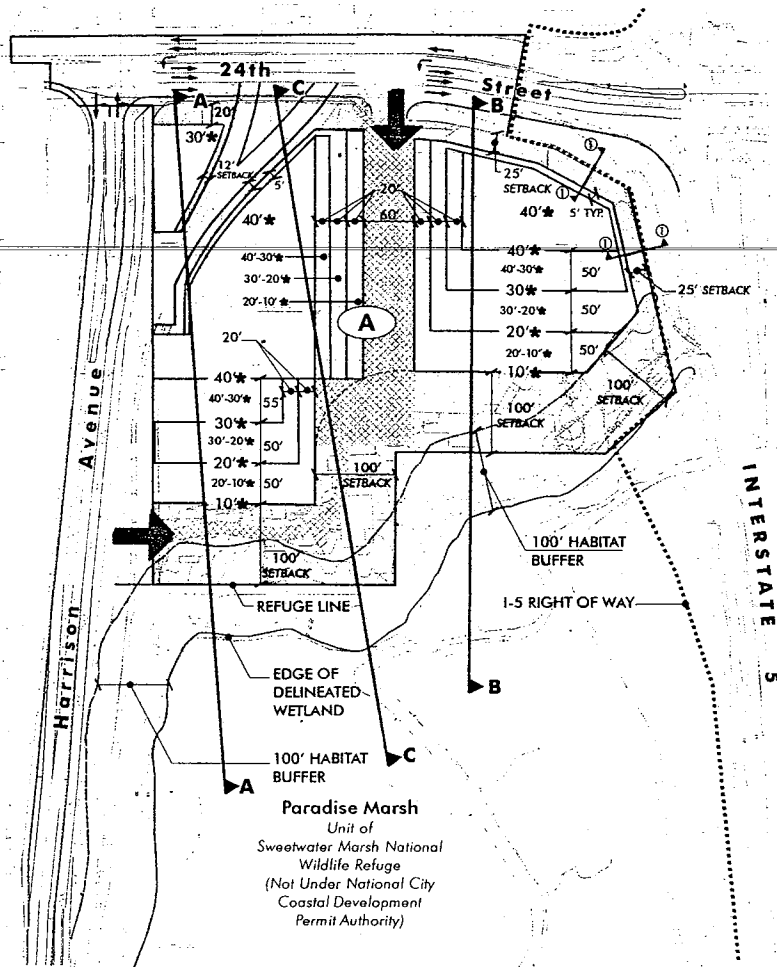 24th
Street
A
C
B
20'
30'*
12'
SETBACK
5'
25'
SETBACK
40'*
5' TYP.
20'
60'
40'*
40'-30'*
30'-20'*
20'-10'*
A
40'*
40'-30'*
50'
30'*
30'-20'*
50'
20'*
20'-10'*
50'
10'*
25' SETBACK
20'
40'*
40'-30'*
55'
30'*
30'-20'*
50'
20'*
20'-10'*
50'
10'*
100'
SETBACK
100'
SETBACK
100'
SETBACK
100'
SETBACK
Harrison Avenue
INTERSTATE 5
100' HABITAT
BUFFER
REFUGE LINE
I-5 RIGHT OF WAY
EDGE OF
DELINEATED
WETLAND
B
100' HABITAT
BUFFER
C
A
Paradise Marsh
Unit of
Sweetwater Marsh National
Wildlife Refuge
(Not Under National City
Coastal Development
Permit Authority)